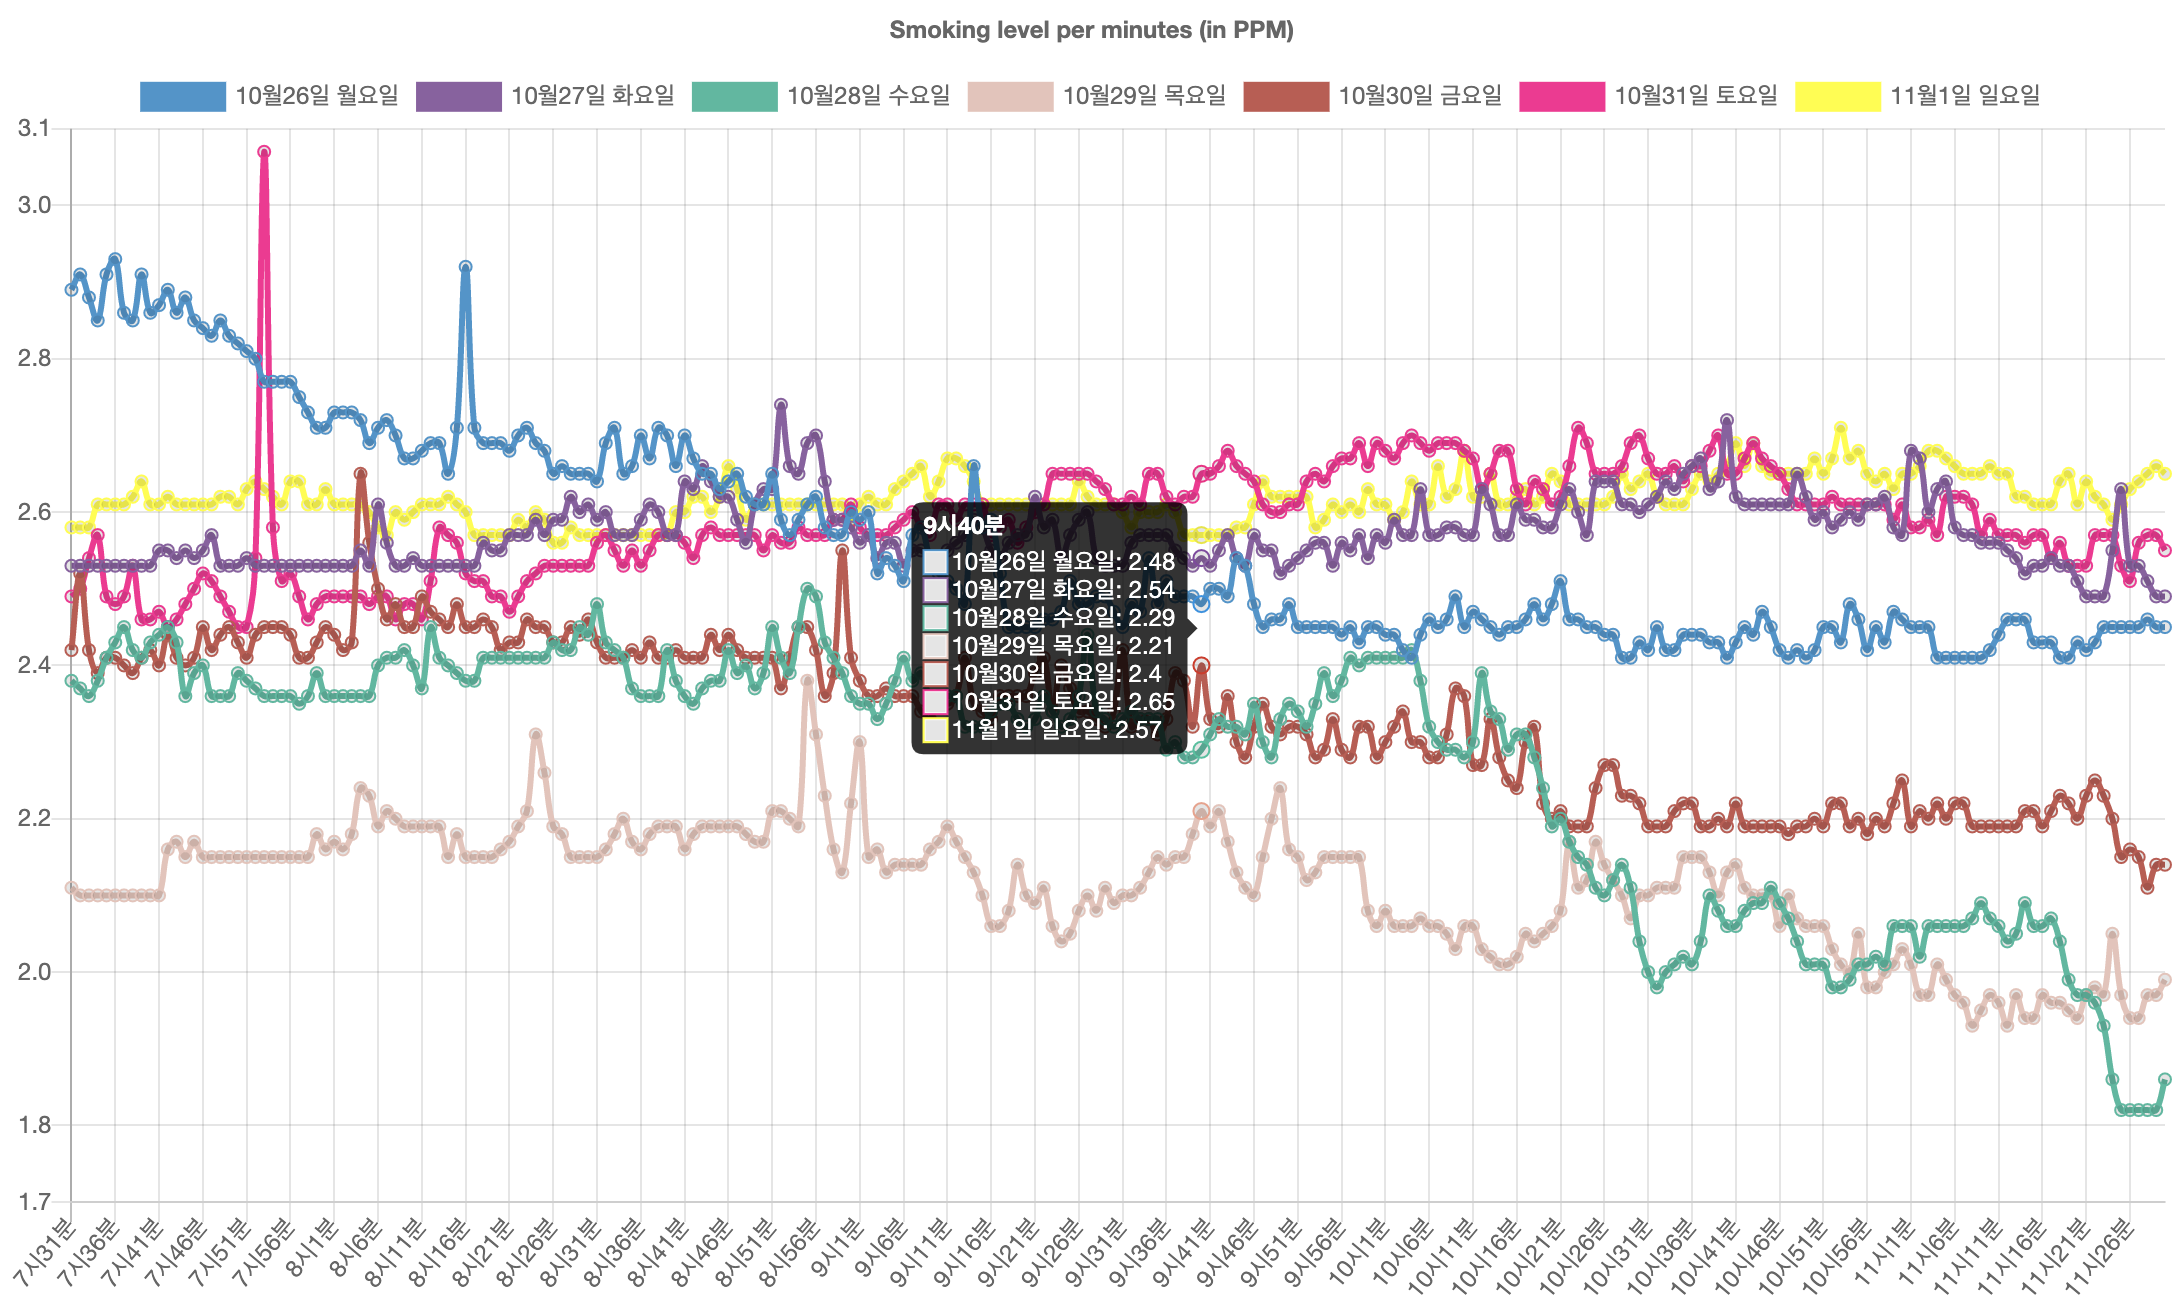 Smoking level per minutes (in PPM)
10월26일 월요일 10월27일 화요일 10월28일 수요일 10월29일 목요일 10월30일 금요일 10월31일 토요일 11월1일 일요일
3.1
3.0
2.8
2.6
2.4
2.2
2.0
1.8
1.7
9시40분
10월26일 월요일: 2.48
10월27일 화요일: 2.54
10월28일 수요일: 2.29
10월29일 목요일: 2.21
10월30일 금요일: 2.4
10월31일 토요일: 2.65
11월1일 일요일: 2.57
7시31분 7시36분 7시41분 7시46분 7시51분 7시56분 8시1분 8시6분 8시11분 8시16분 8시21분 8시26분 8시31분 8시36분 8시41분 8시46분 8시51분 8시56분 9시1분 9시6분 9시11분 9시16분 9시21분 9시26분 9시31분 9시36분 9시41분 9시46분 9시51분 9시56분 10시1분 10시6분 10시11분 10시16분 10시21분 10시26분 10시31분 10시36분 10시41분 10시46분 10시51분 10시56분 11시1분 11시6분 11시11분 11시16분 11시21분 11시26분